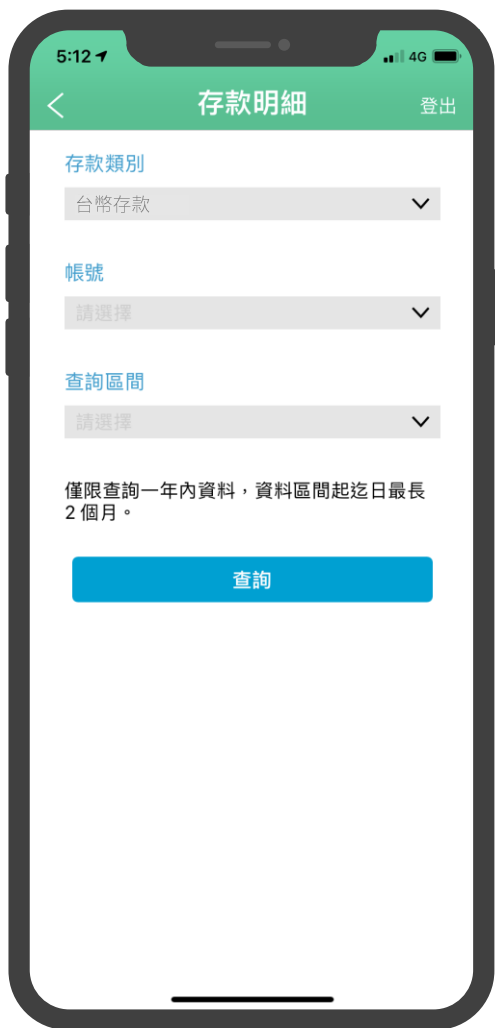 5:12
4G
存款明細
登出
存款類別
台幣存款
帳號
請選擇
查詢區間
請選擇
僅限查詢一年內資料，資料區間起迄日最長
2 個月。
查詢